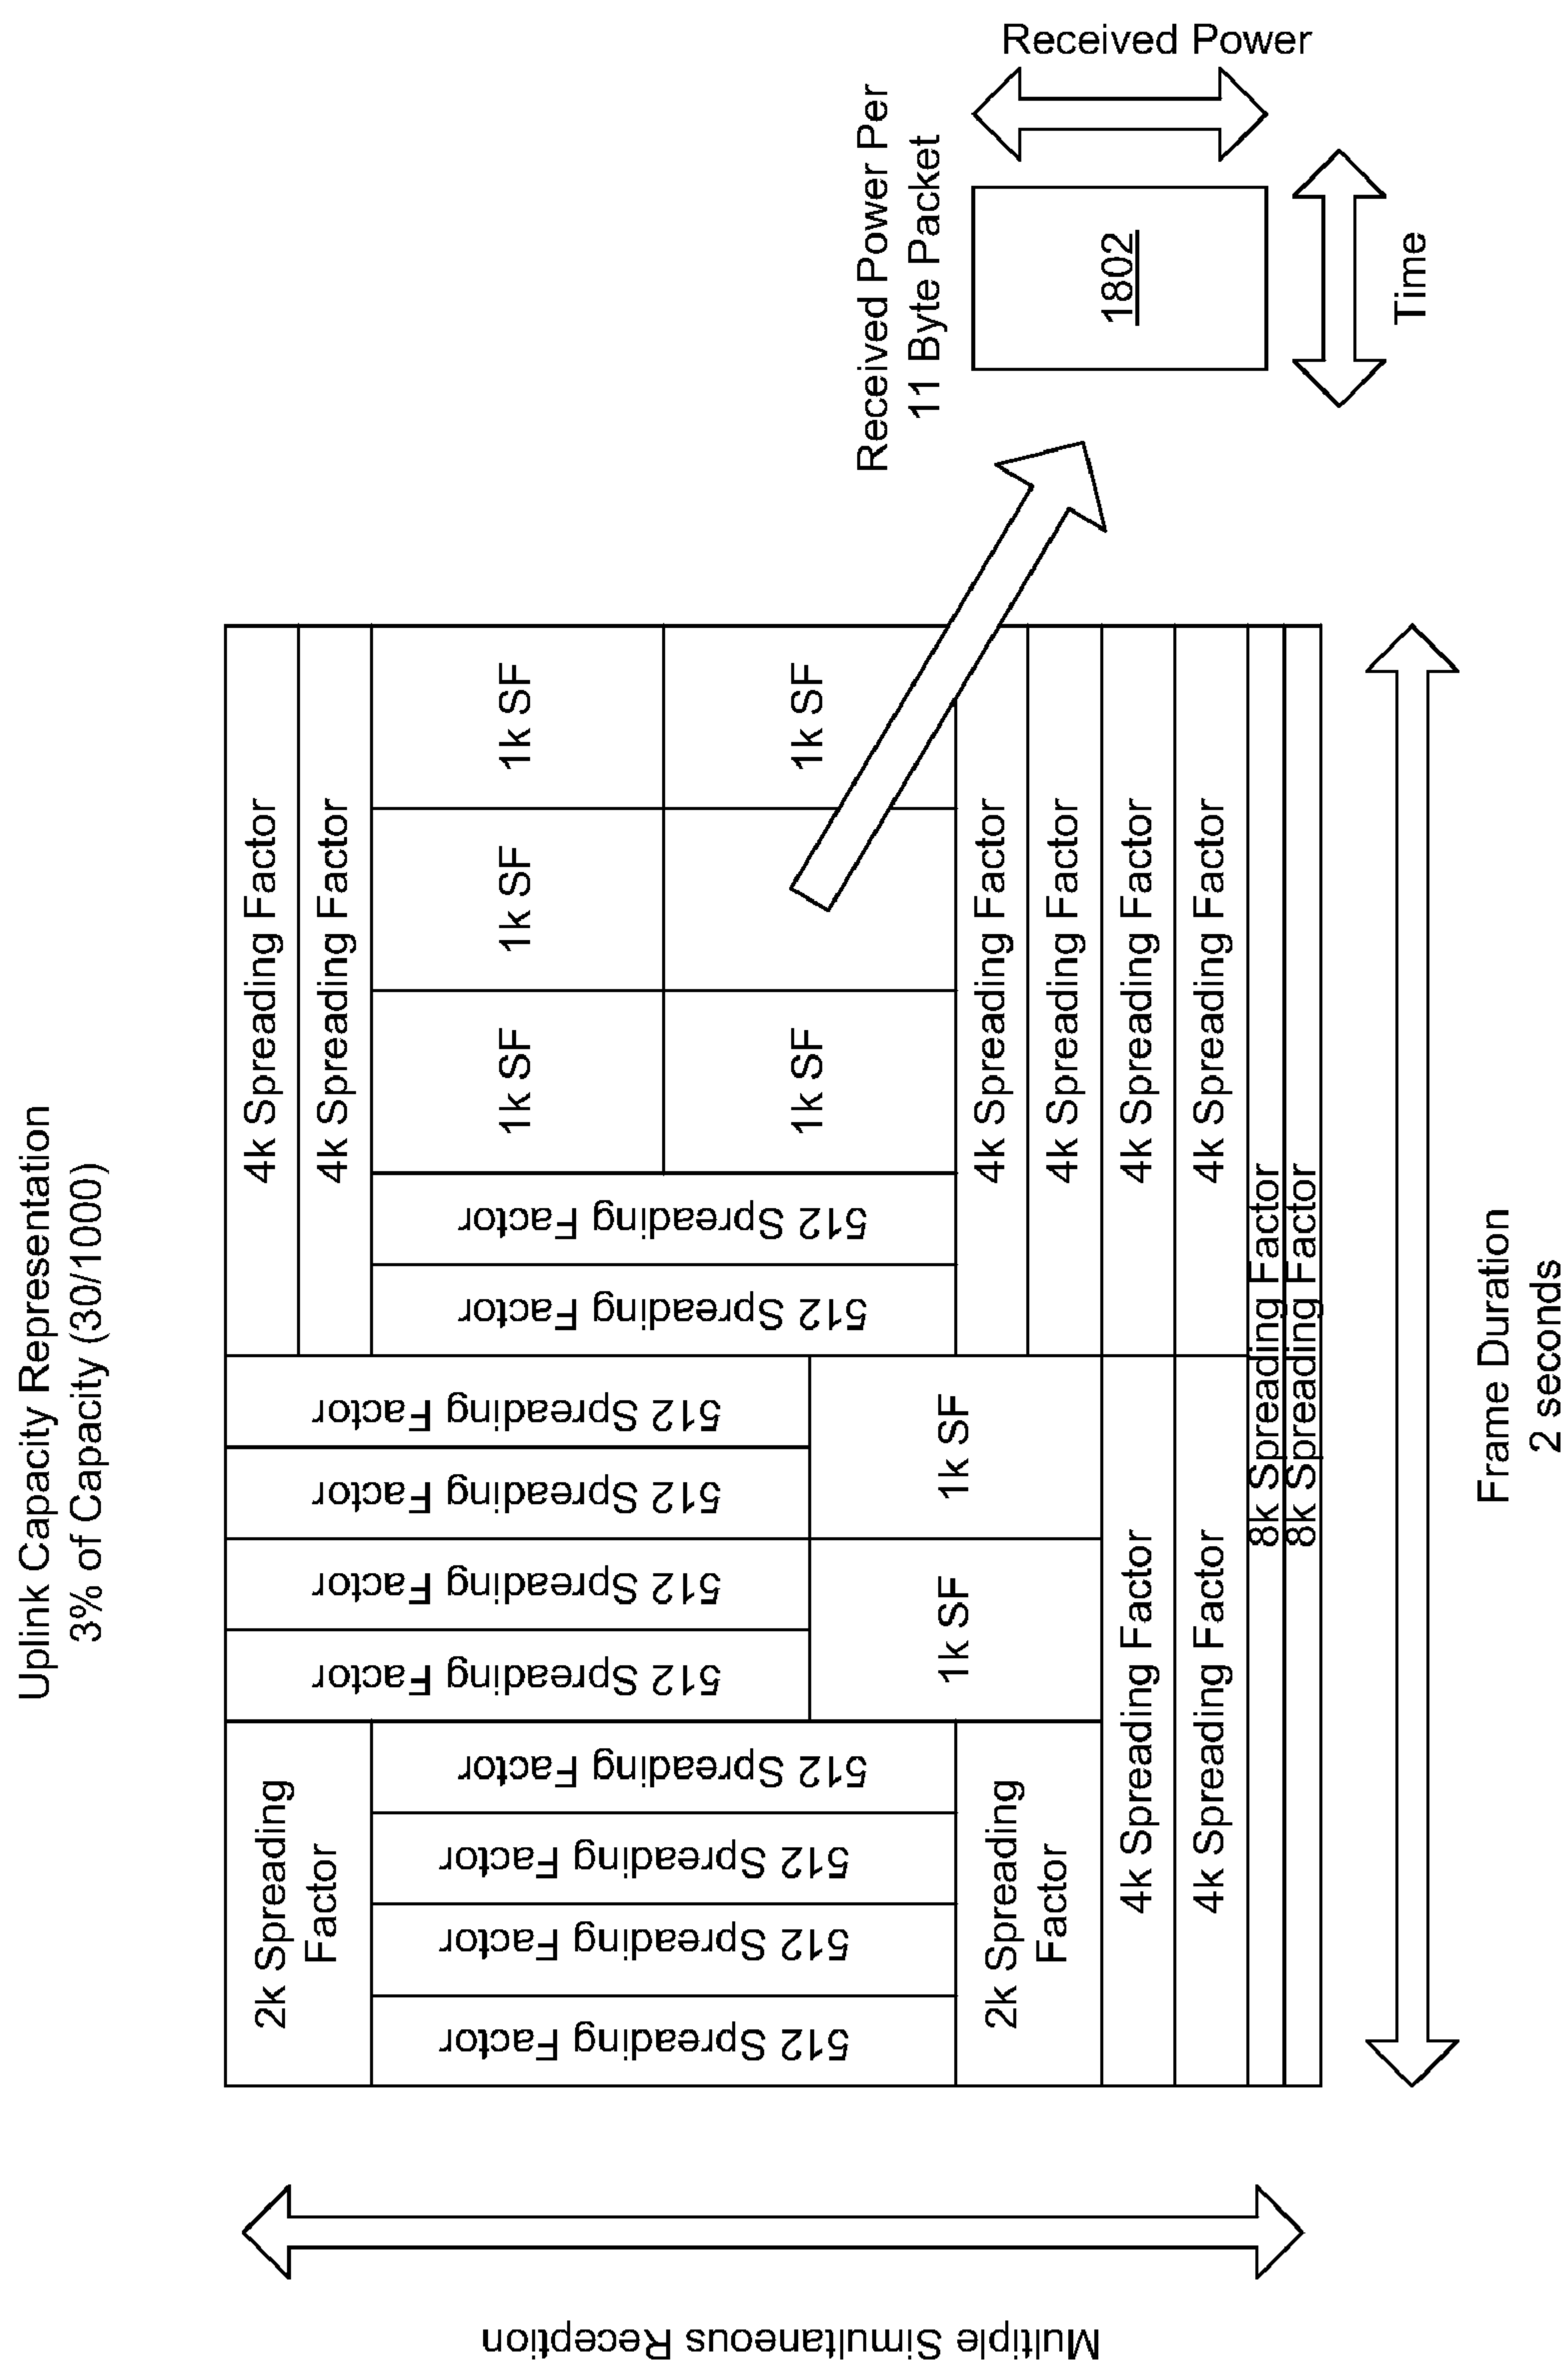 Uplink Capacity Representation
3% of Capacity (30/1000)
Multiple Simultaneous Reception
2k Spreading
Factor
512 Spreading Factor
512 Spreading Factor
512 Spreading Factor
512 Spreading Factor
2k Spreading
Factor
512 Spreading Factor
512 Spreading Factor
512 Spreading Factor
512 Spreading Factor
1k SF
1k SF
4k Spreading Factor
4k Spreading Factor
4k Spreading Factor
4k Spreading Factor
512 Spreading Factor
512 Spreading Factor
1k SF
1k SF
1k SF
1k SF
1k SF
4k Spreading Factor
4k Spreading Factor
4k Spreading Factor
4k Spreading Factor
8k Spreading Factor
8k Spreading Factor
Frame Duration
2 seconds
Received Power Per
11 Byte Packet
1802
Received Power
Time